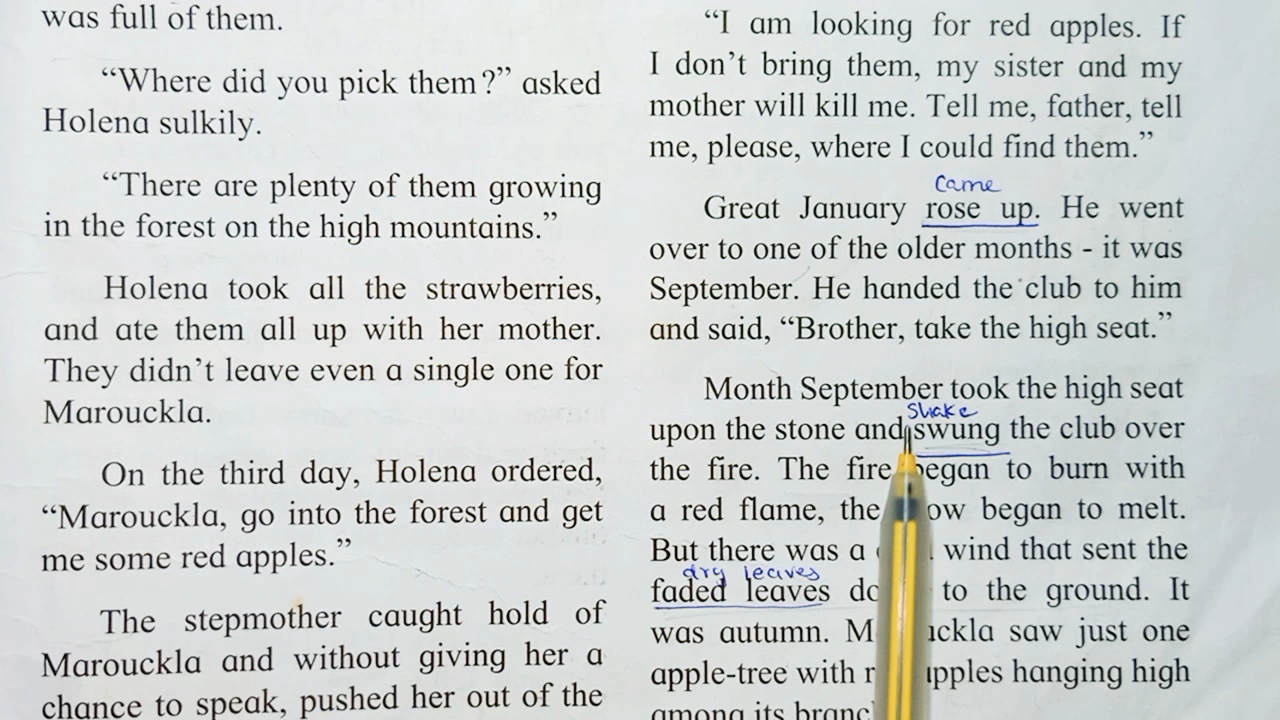 was full of them.
“Where did you pick them?” asked
Holena sulkily.
“There are plenty of them growing
in the forest on the high mountains.”
Holena took all the strawberries,
and ate them all up with her mother.
They didn’t leave even a single one for
Marouckla.
On the third day, Holena ordered,
“Marouckla, go into the forest and get
me some red apples.”
The stepmother caught hold of
Marouckla and without giving her a
chance to speak, pushed her out of the
“I am looking for red apples. If
I don’t bring them, my sister and my
mother will kill me. Tell me, father, tell
me, please, where I could find them.”
came
Great January rose up. He went
over to one of the older months - it was
September. He handed the club to him
and said, “Brother, take the high seat.”
Month September took the high seat
shake
upon the stone and swung the club over
the fire. The fire began to burn with
a red flame, the ow began to melt.
But there was a wind that sent the
dry leaves
faded leaves do to the ground. It
was autumn. M uckla saw just one
apple-tree with r apples hanging high
among its branc